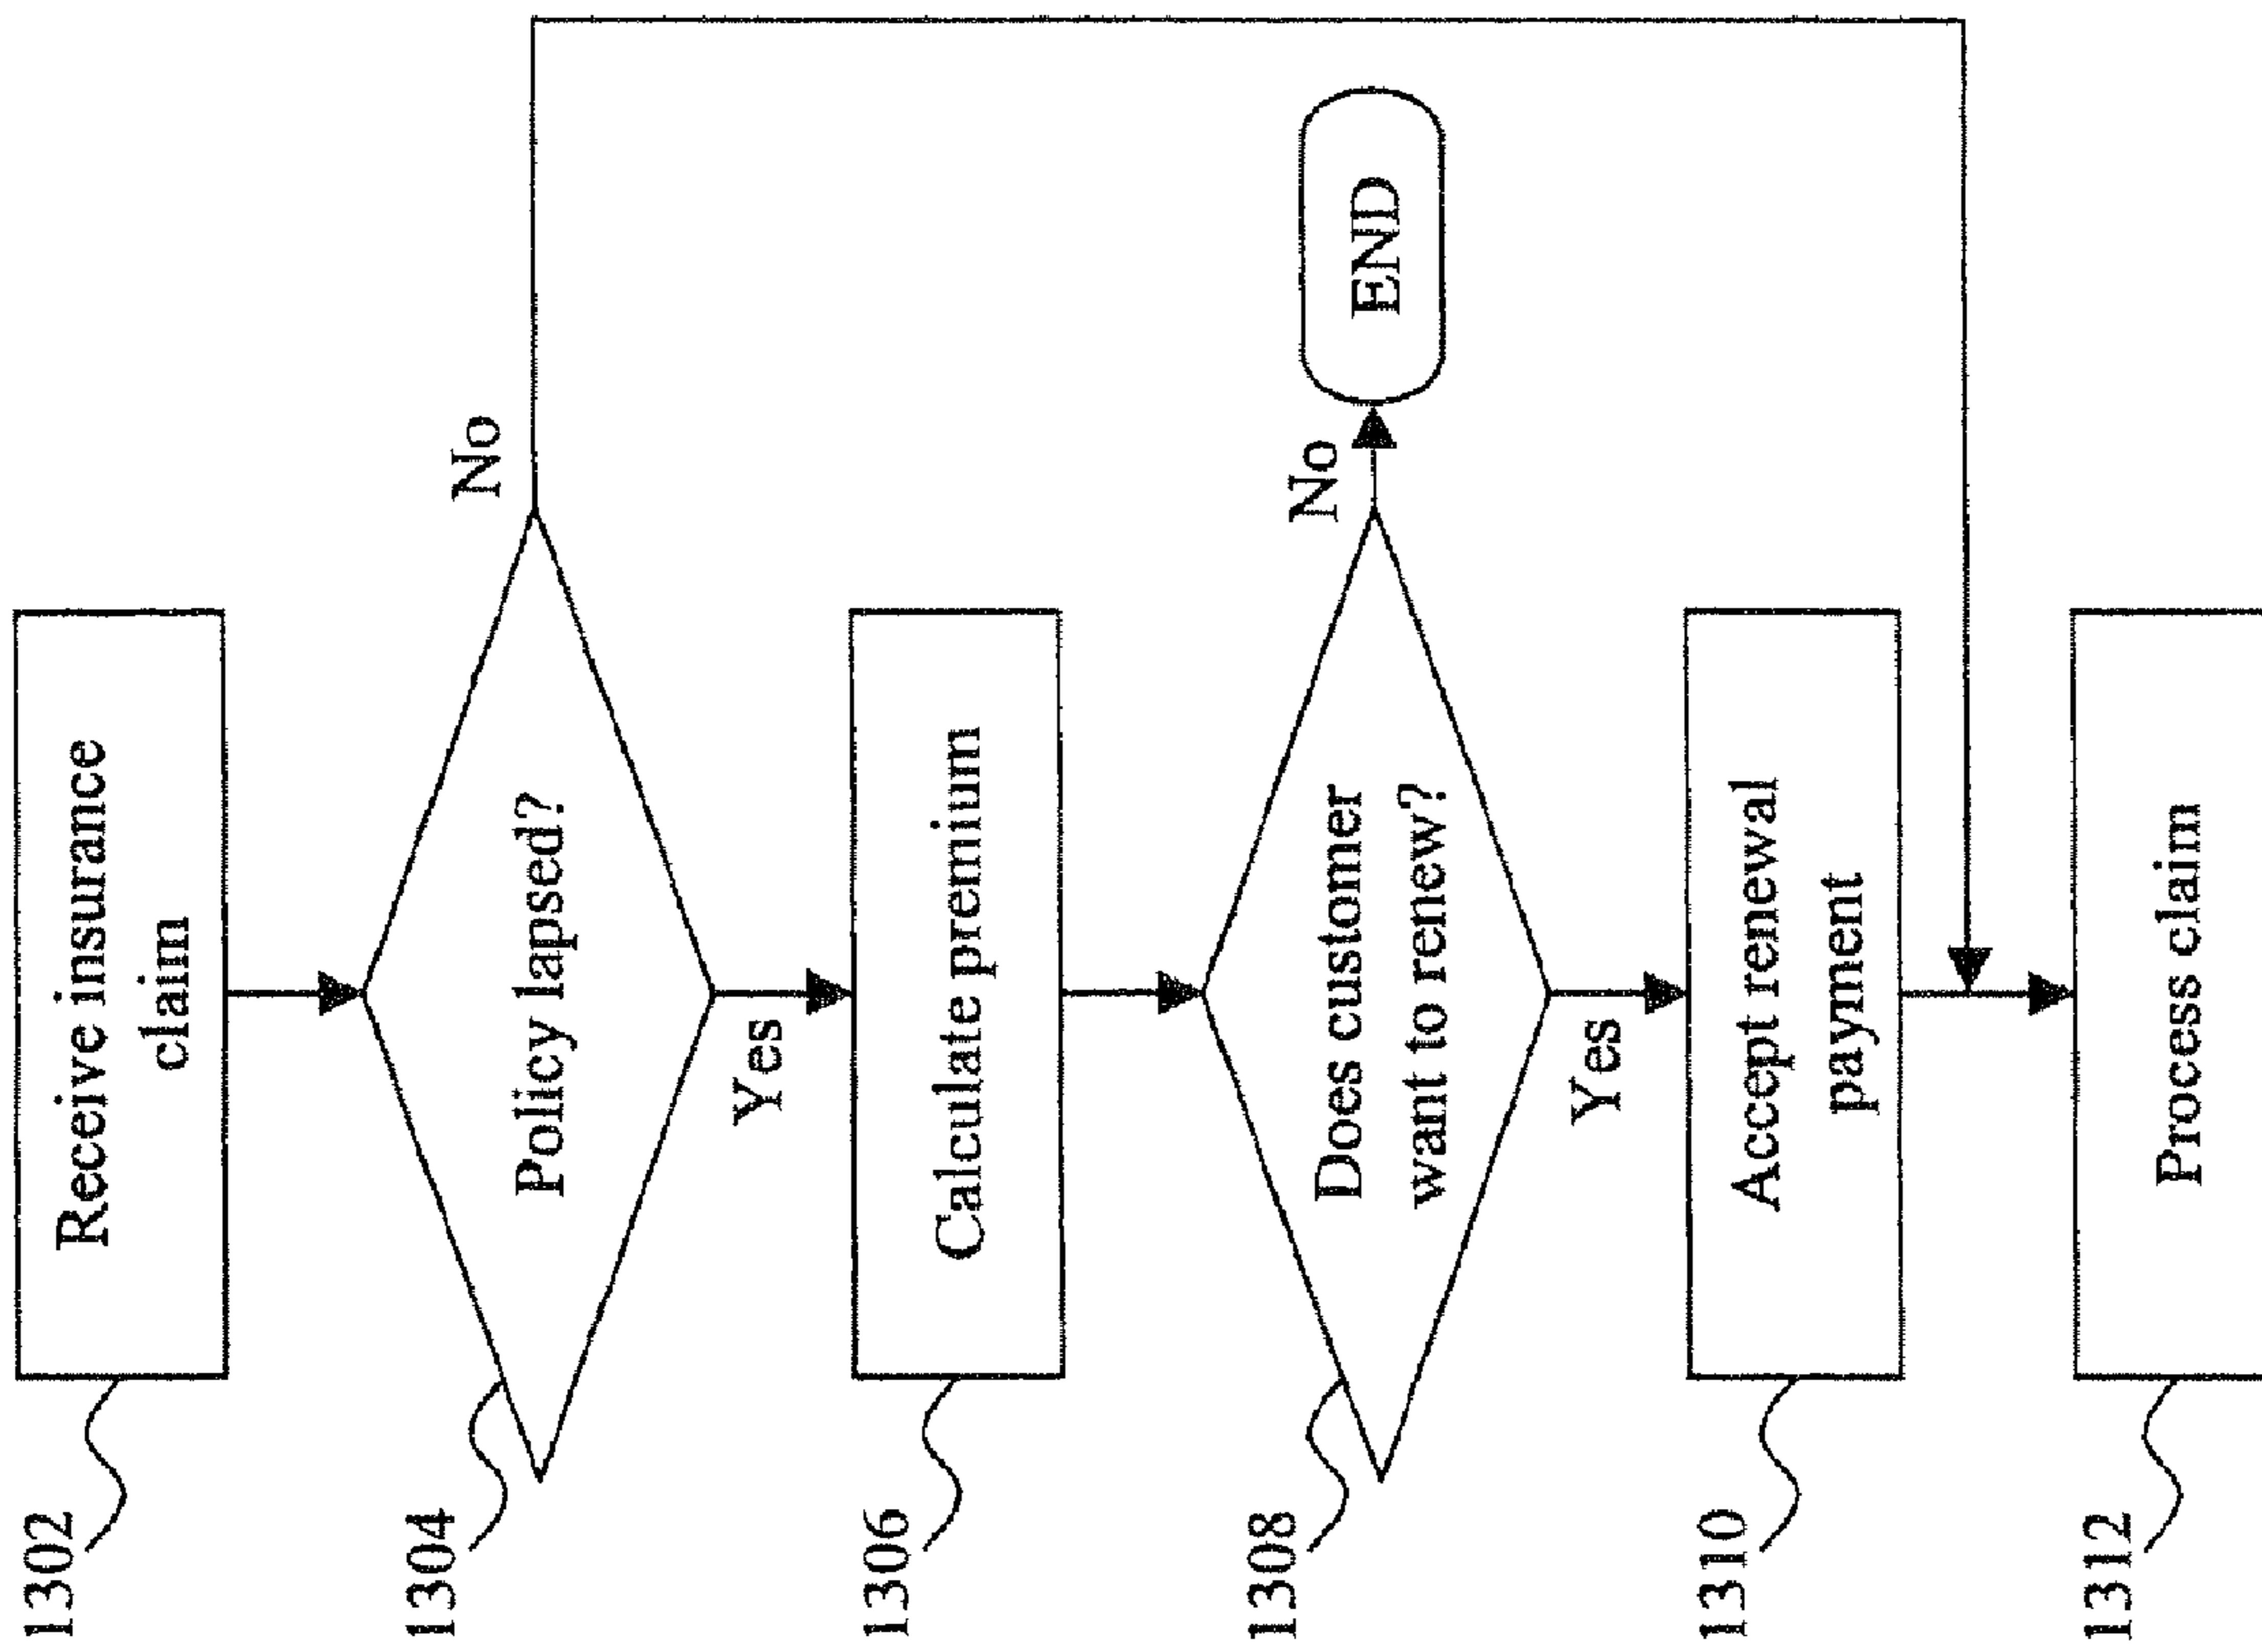 1302
Receive insurance
claim
1304
Policy lapsed?
No
Yes
1306
Calculate premium
1308
Does customer
want to renew?
No
END
Yes
1310
Accept renewal
payment
1312
Process claim